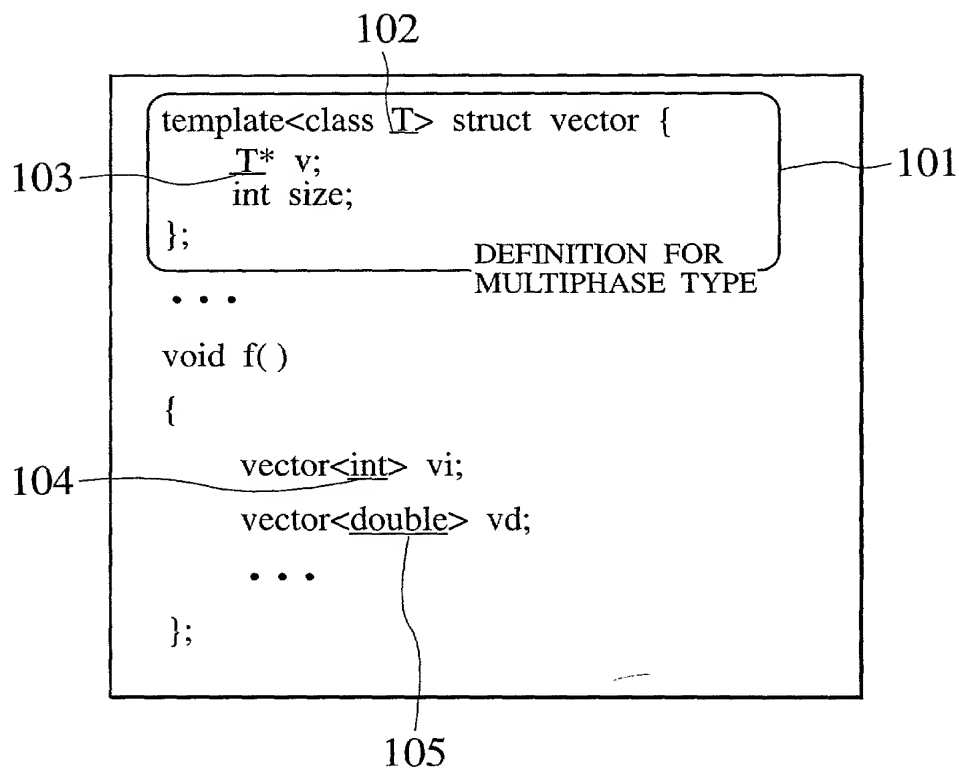 102
template<class T> struct vector {
103
T* v;
101
int size;
};
DEFINITION FOR
MULTIPHASE TYPE
• • •
void f( )
{
vector<int> vi;
104
vector<double> vd;
• • •
};
105